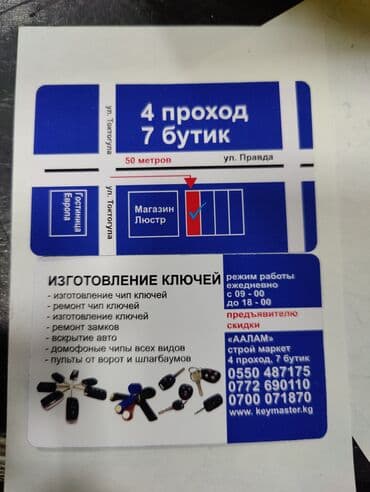 4 проход
7 бутик
ул. Токтогула
50 метров
ул. Правда
Гостиница
Европа
ул. Токтогула
Магазин
Люстр
ИЗГОТОВЛЕНИЕ КЛЮЧЕЙ
- изготовление чип ключей
- ремонт чип ключей
- изготовление ключей
- ремонт замков
- вскрытие авто
- домофоные чипы всех видов
- пульты от ворот и шлагбаумов
режим работы
ежедневно
с 09 - 00
до 18 - 00
предъявителю
скидки
«ААЛАМ»
строй маркет
4 проход, 7 бутик
0550 487175
0772 690110
0700 071870
www. keymaster.kg